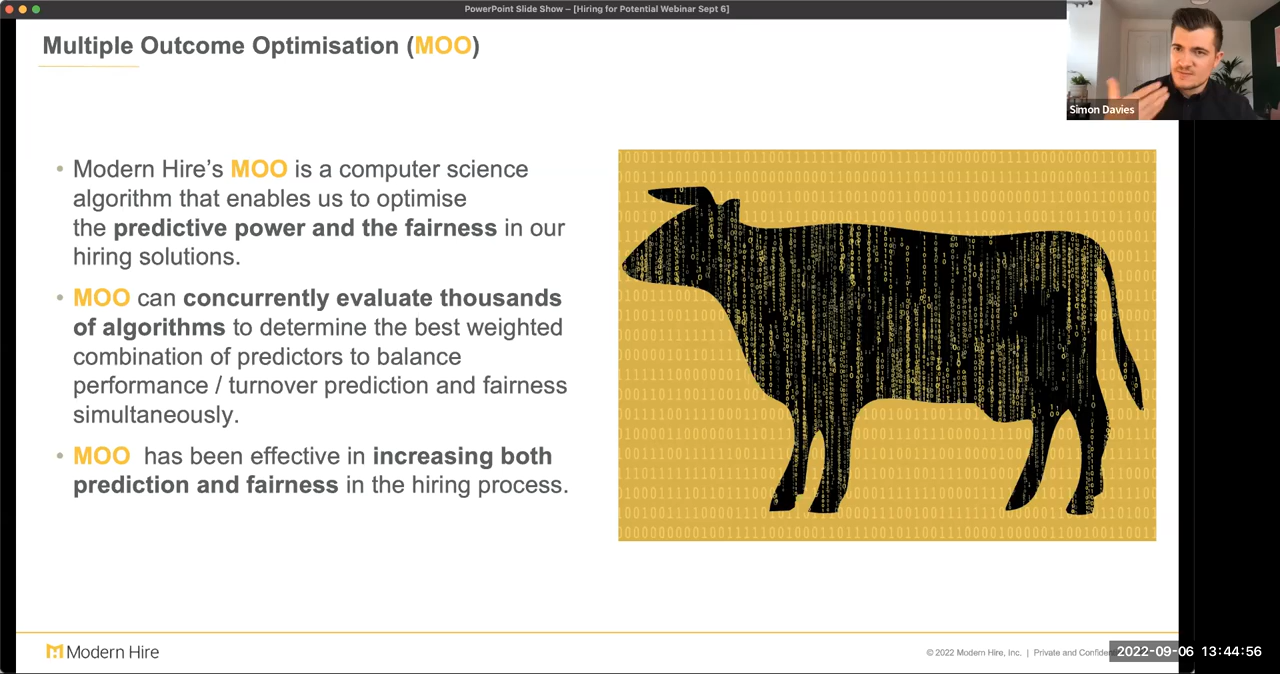 PowerPoint Slide Show – [Hiring for Potential Webinar Sept 6]
Multiple Outcome Optimisation (MOO)
Simon Davies
• Modern Hire’s MOO is a computer science
algorithm that enables us to optimise
the predictive power and the fairness in our
hiring solutions.
• MOO can concurrently evaluate thousands
of algorithms to determine the best weighted
combination of predictors to balance
performance / turnover prediction and fairness
simultaneously.
• MOO has been effective in increasing both
prediction and fairness in the hiring process.
Modern Hire
© 2022 Modern Hire, Inc. | Private and
2022-09-06 13:44:56